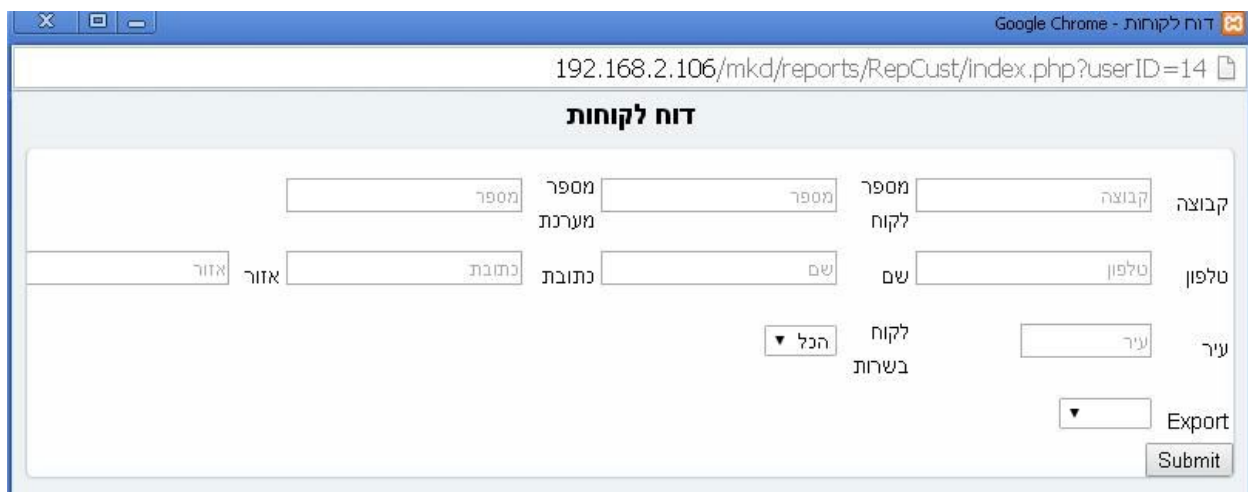 דוח לקוחות - Google Chrome
192.168.2.106/mkd/reports/RepCust/index.php?userID=14
דוח לקוחות
קבוצה קבוצה מספר לקוח מספר מספר מערכת מספר
טלפון טלפון שם שם כתובת כתובת אזור אזור
עיר עיר לקוח בשרות הכל
Export
Submit